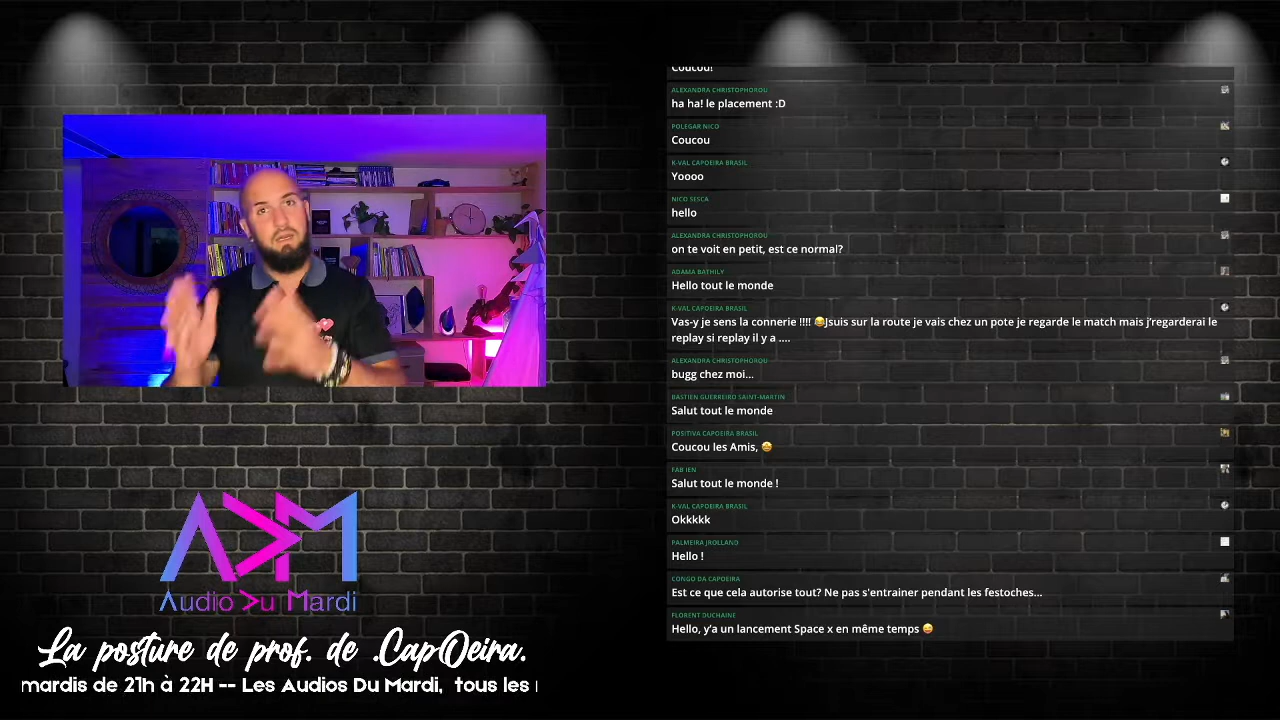 Audio Du Mardi
La posture de prof. de .CapOeira.
mardis de 21h à 22H -- Les Audios Du Mardi, tous les
Coucou!
ALEXANDRA CHRISTOPHOROU
ha ha! le placement :D
POLEGAR NICO
Coucou
K-VAL CAPOEIRA BRASIL
Yoooo
NICO SESCA
hello
ALEXANDRA CHRISTOPHOROU
on te voit en petit, est ce normal?
ADAMA BATHILY
Hello tout le monde
K-VAL CAPOEIRA BRASIL
Vas-y je sens la connerie !!!! 😂Jsuis sur la route je vais chez un pote je regarde le match mais j'regarderai le
replay si replay il y a ....
ALEXANDRA CHRISTOPHOROU
bugg chez moi...
BASTIEN GUERREIRO SAINT-MARTIN
Salut tout le monde
POSITIVA CAPOEIRA BRASIL
Coucou les Amis, 🤩
FAB IEN
Salut tout le monde !
K-VAL CAPOEIRA BRASIL
Okkkkk
PALMEIRA JROLLAND
Hello !
CONGO DA CAPOEIRA
Est ce que cela autorise tout? Ne pas s'entrainer pendant les festoches...
FLORENT DUCHAINE
Hello, y'a un lancement Space x en même temps 😅